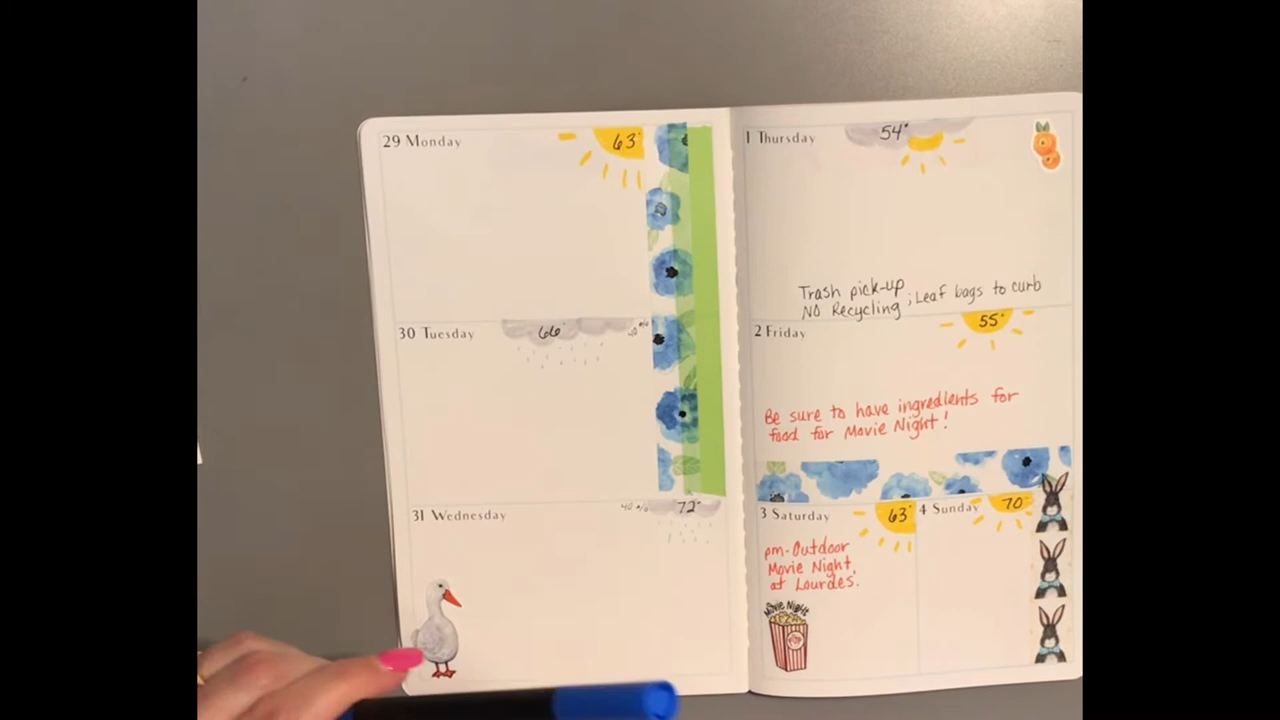 29 Monday
63°
30 Tuesday
66°
31 Wednesday
40 %
72°
1 Thursday
54°
Trash pick-up
NO Recycling ; Leaf bags to curb
2 Friday
55°
Be sure to have ingredients for
food for Movie Night!
3 Saturday
63°
pm-Outdoor
Movie Night
at Lourdes.
Movie Night
POP
4 Sunday
70°